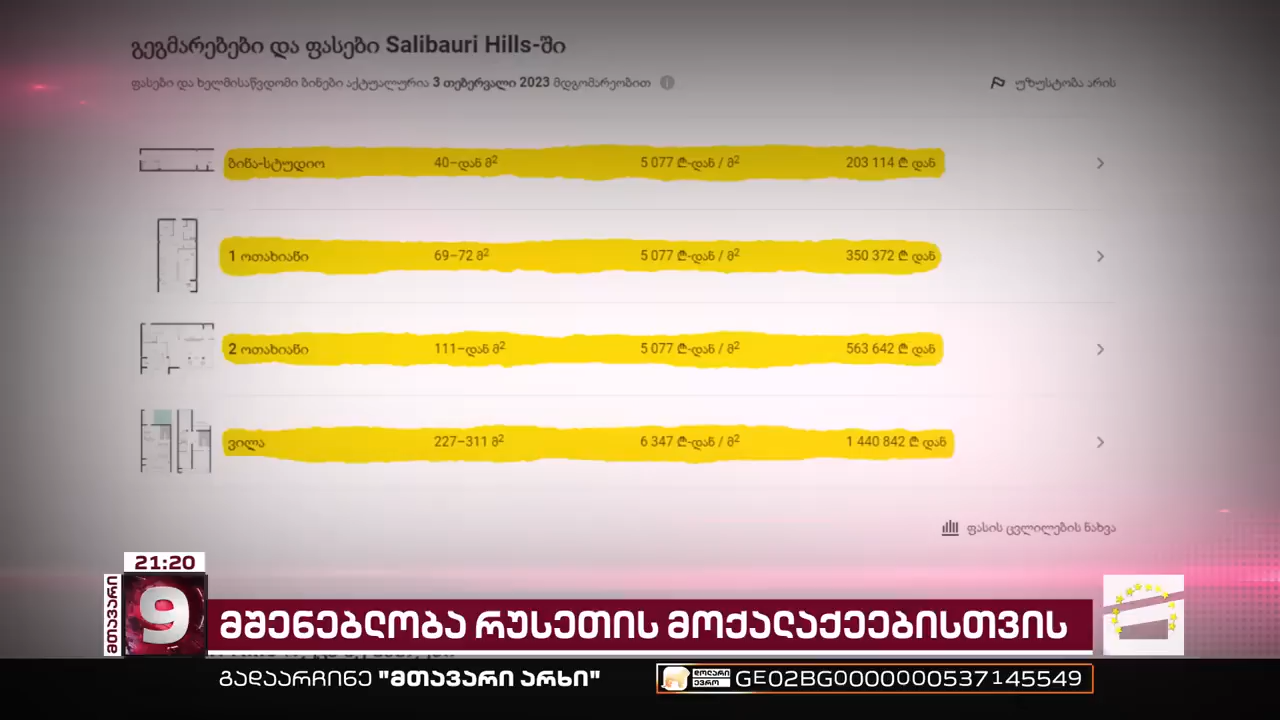 გეგმარებები და ფასები Salibauri Hills-ში
ფასები და ხელმისაწვდომი ბინები აქტუალურია 3 თებერვალი 2023 მდგომარეობით
უზუსტობა არის
ბინა-სტუდიო 40-დან მ² 5 077 ₾-დან / მ² 203 114 ₾ დან
1 ოთახიანი 69–72 მ² 5 077 ₾-დან / მ² 350 372 ₾ დან
2 ოთახიანი 111-დან მ² 5 077 ₾-დან / მ² 563 642 ₾ დან
ვილა 227–311 მ² 6 347 ₾-დან / მ² 1 440 842 ₾ დან
ფასის ცვლილების ნახვა
21:20
მთავარი
9
მშენებლობა რუსეთის მოქალაქეებისთვის
გადაარჩინე "მთავარი არხი"
დოლარი
ევრო
GE02BG0000000537145549